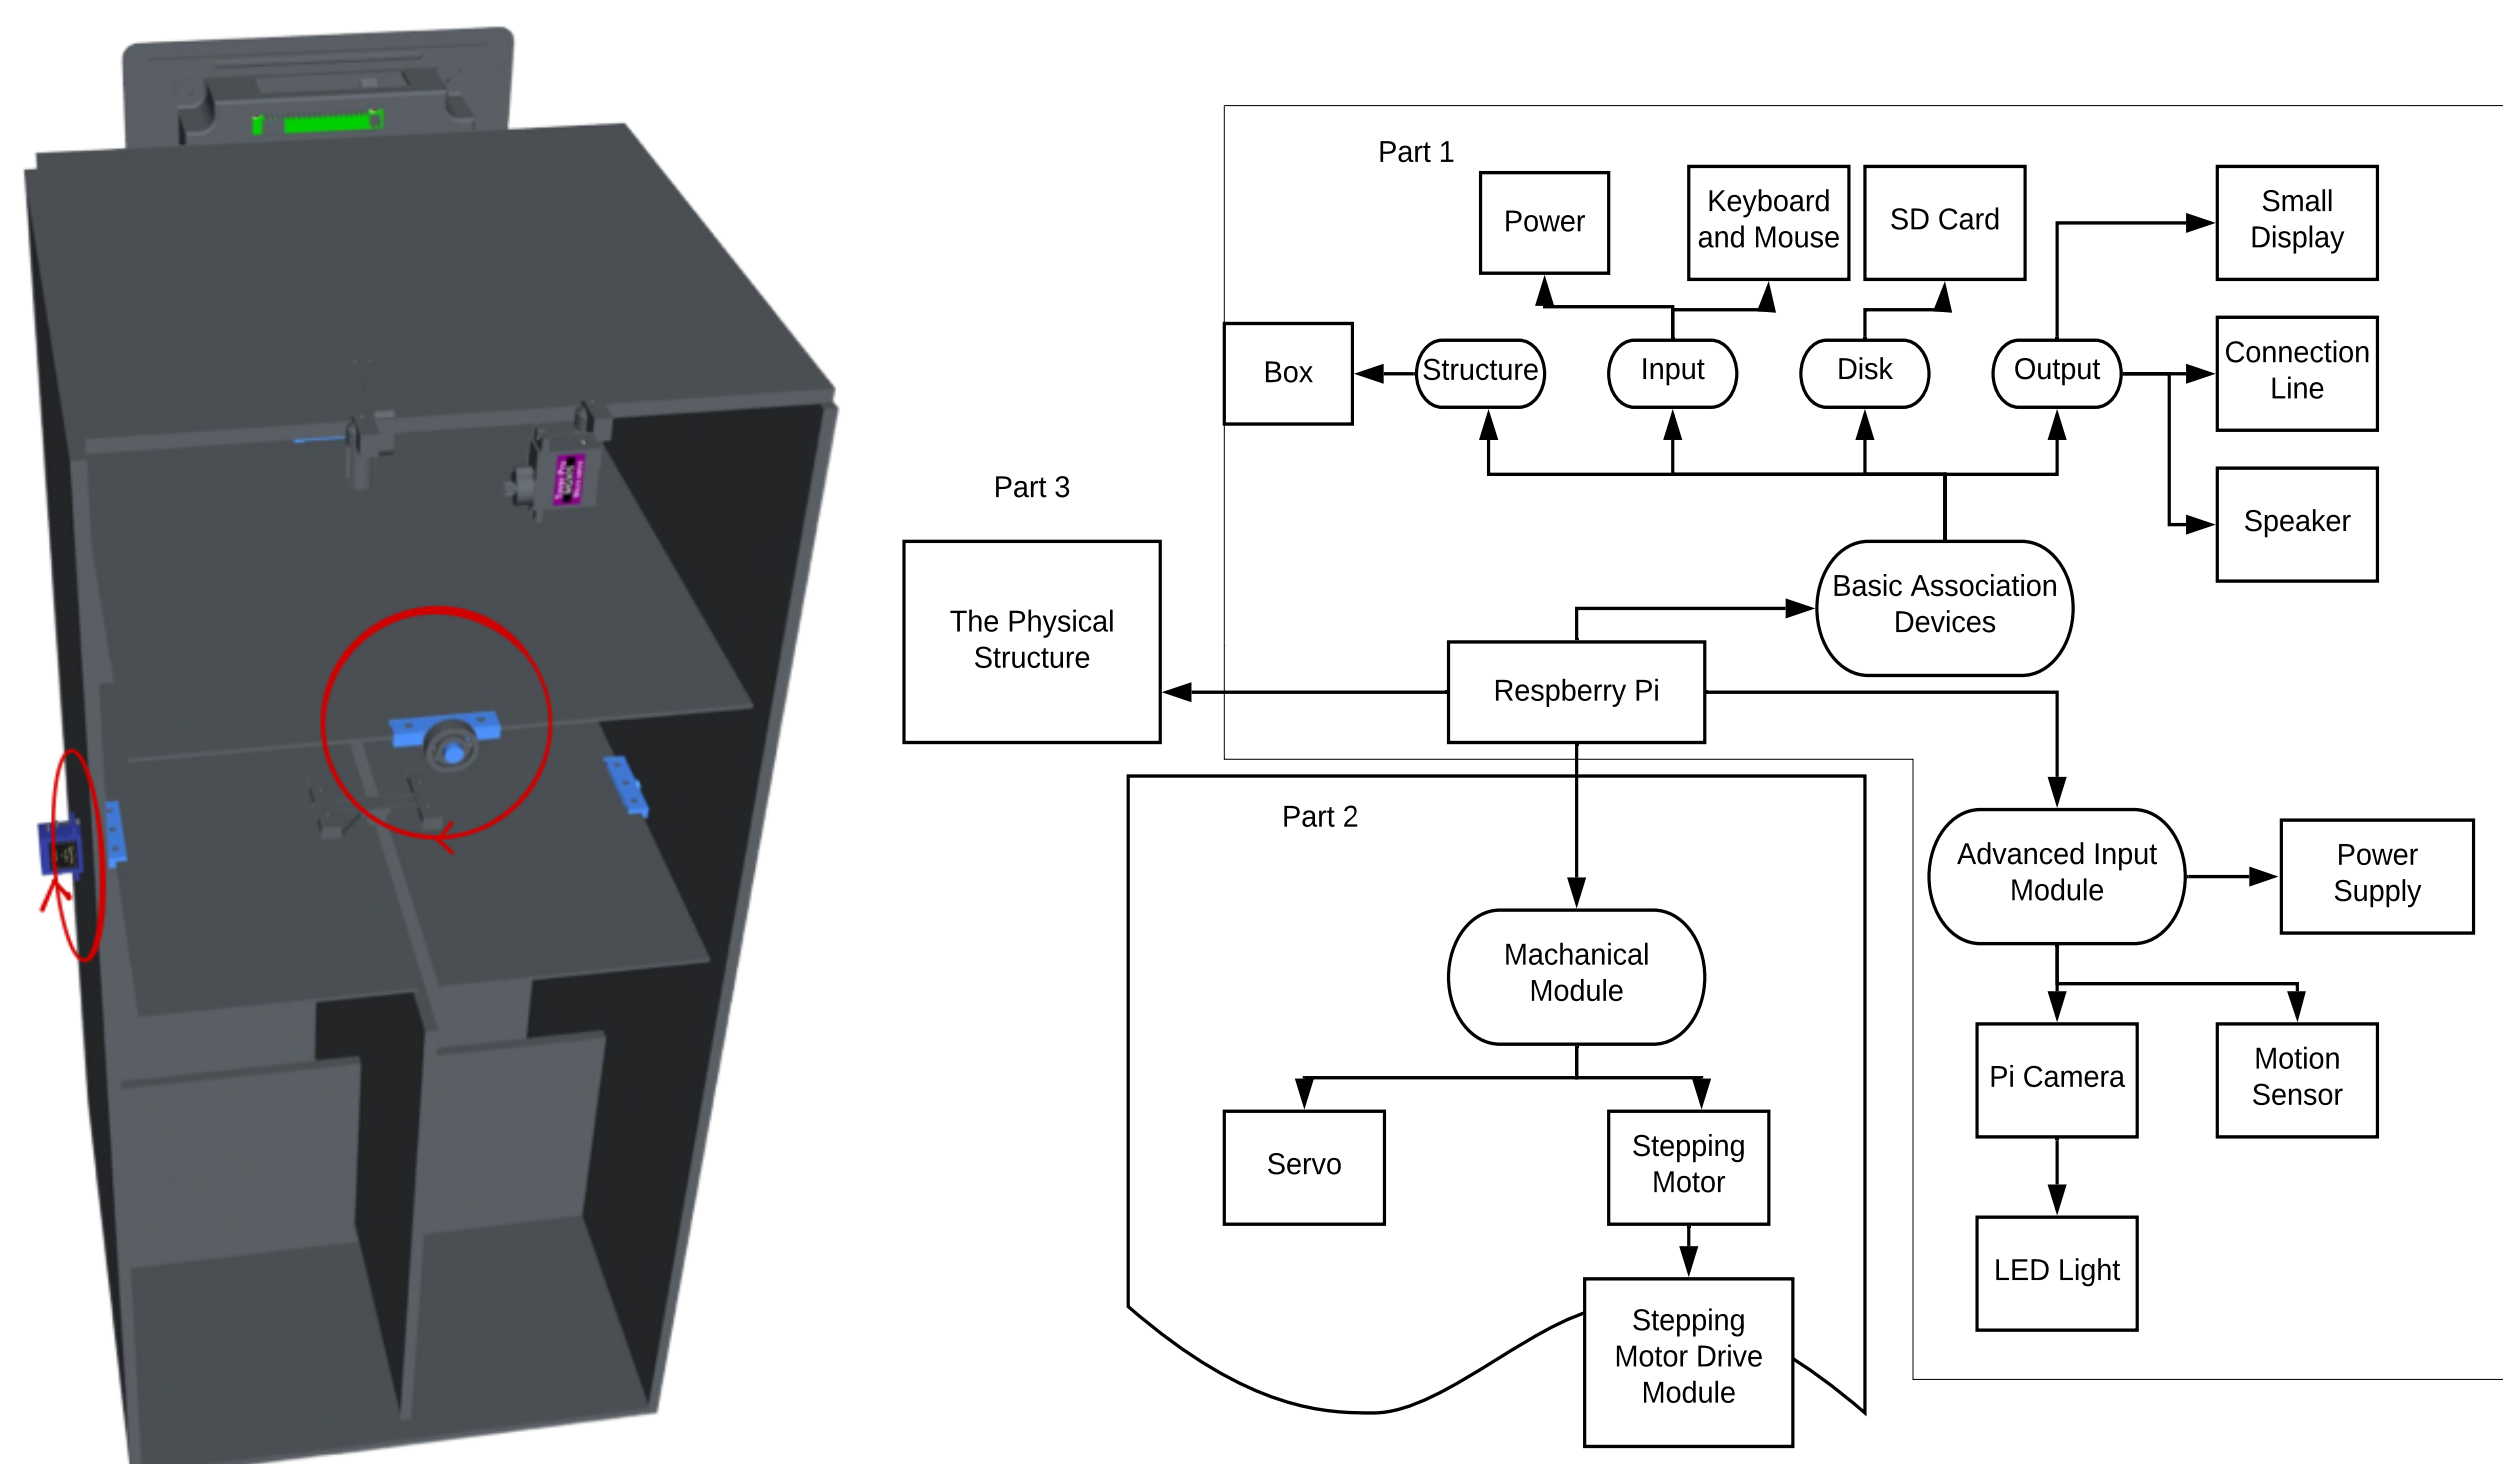 Part 1
Power
Keyboard
and Mouse
SD Card
Small
Display
Box
Structure
Input
Disk
Output
Connection
Line
Speaker
Part 3
The Physical
Structure
Basic Association
Devices
Respberry Pi
Part 2
Machanical
Module
Advanced Input
Module
Power
Supply
Servo
Stepping
Motor
Pi Camera
Motion
Sensor
LED Light
Stepping
Motor Drive
Module